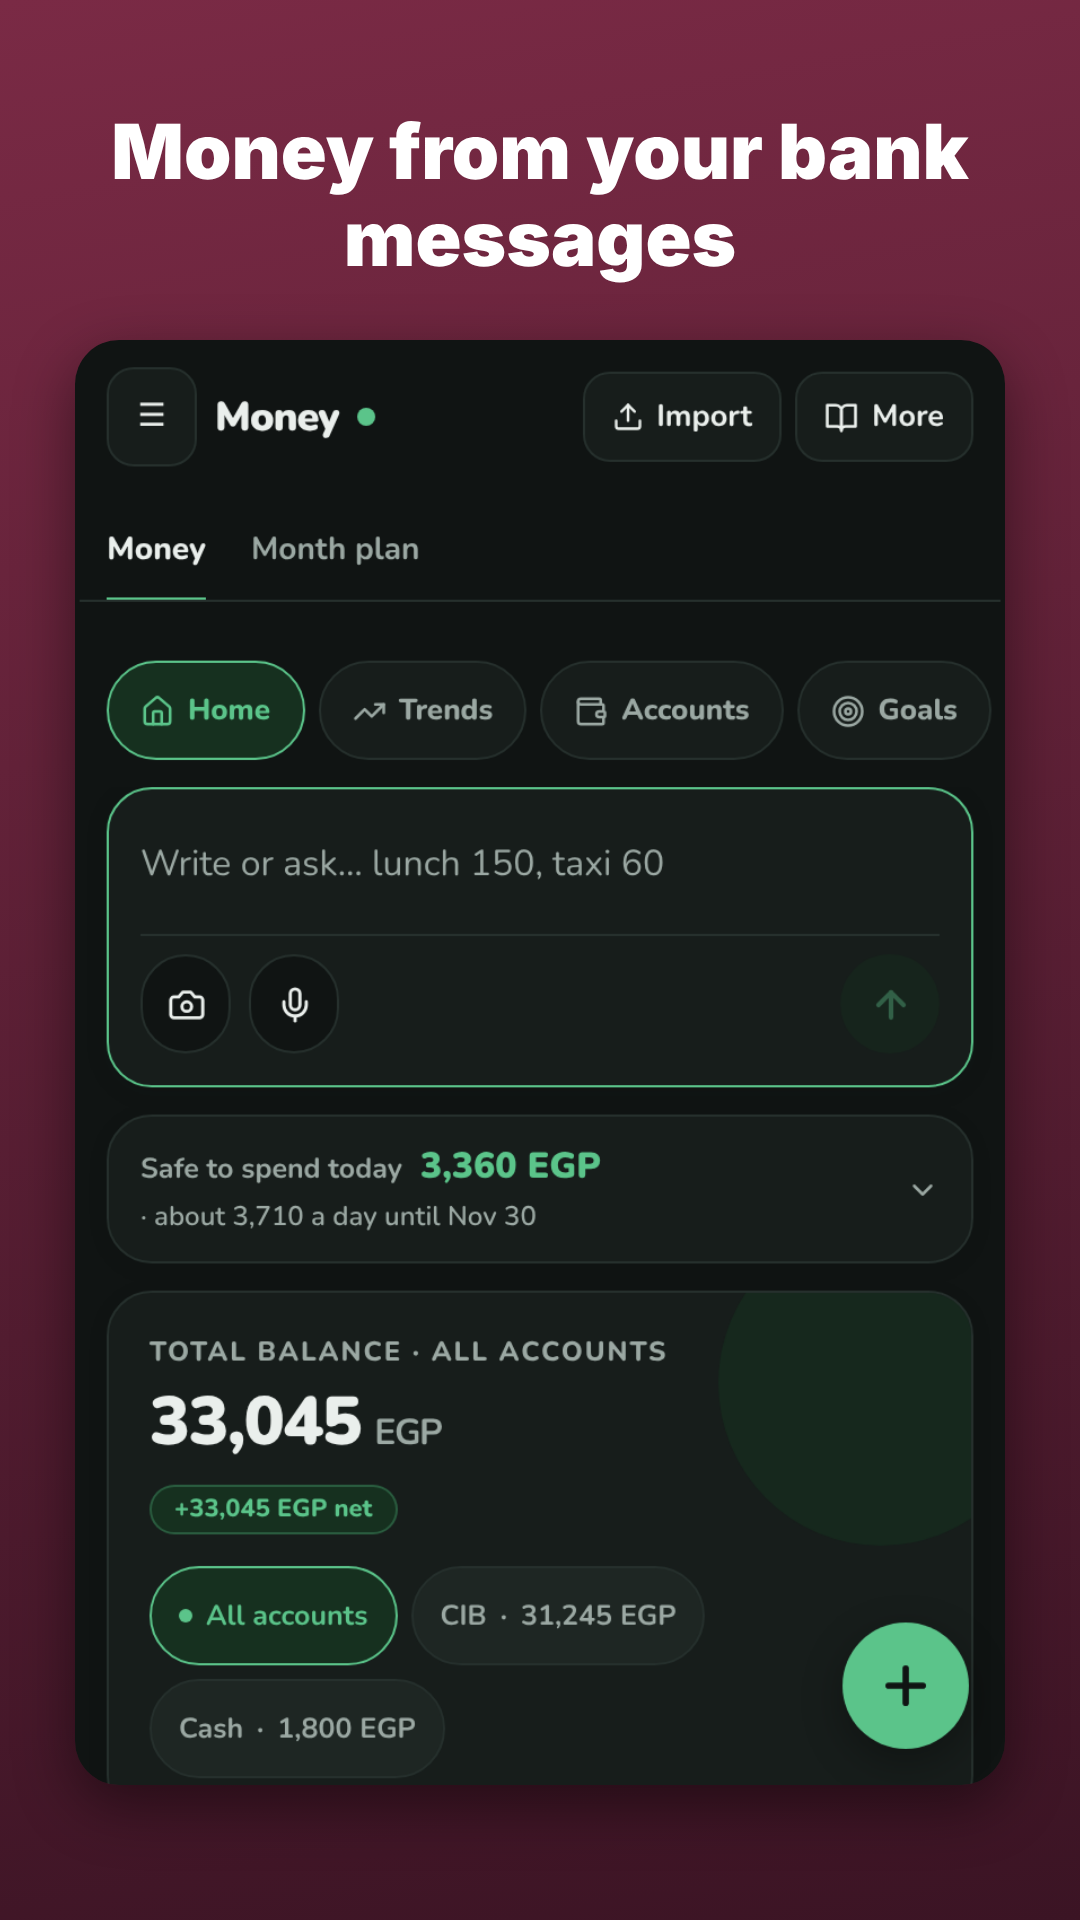 Money from your bank
messages
Money
Import
More
Money
Month plan
Home
Trends
Accounts
Goals
Write or ask... lunch 150, taxi 60
Safe to spend today 3,360 EGP
· about 3,710 a day until Nov 30
TOTAL BALANCE · ALL ACCOUNTS
33,045 EGP
+33,045 EGP net
All accounts
CIB · 31,245 EGP
Cash · 1,800 EGP